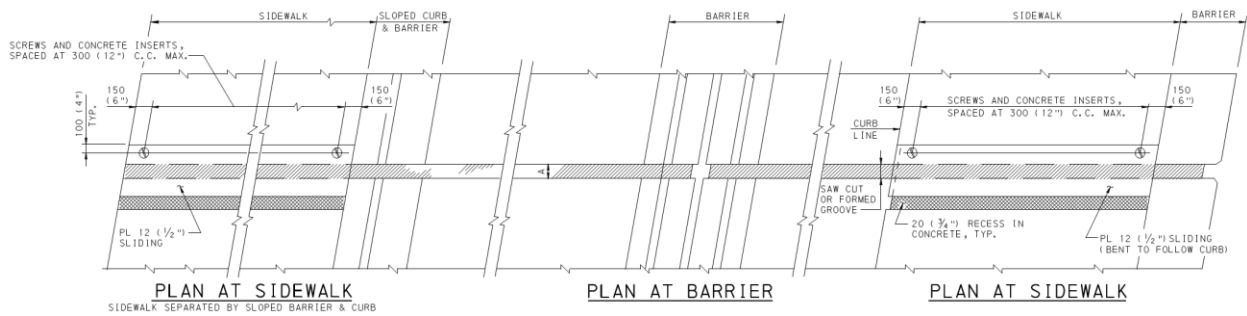 SIDEWALK
SLOPED CURB
& BARRIER
BARRIER
SIDEWALK
BARRIER
SCREWS AND CONCRETE INSERTS,
SPACED AT 300 (12") C.C. MAX.
150
(6")
150
(6")
100 (4")
TYP.
150
(6")
SCREWS AND CONCRETE INSERTS,
SPACED AT 300 (12") C.C. MAX.
150
(6")
CURB
LINE
A
SAW CUT
OR FORMED
GROOVE
PL 12 (½")
SLIDING
20 (¾") RECESS IN
CONCRETE, TYP.
PL 12 (½") SLIDING
(BENT TO FOLLOW CURB)
PLAN AT SIDEWALK
SIDEWALK SEPARATED BY SLOPED BARRIER & CURB
PLAN AT BARRIER
PLAN AT SIDEWALK